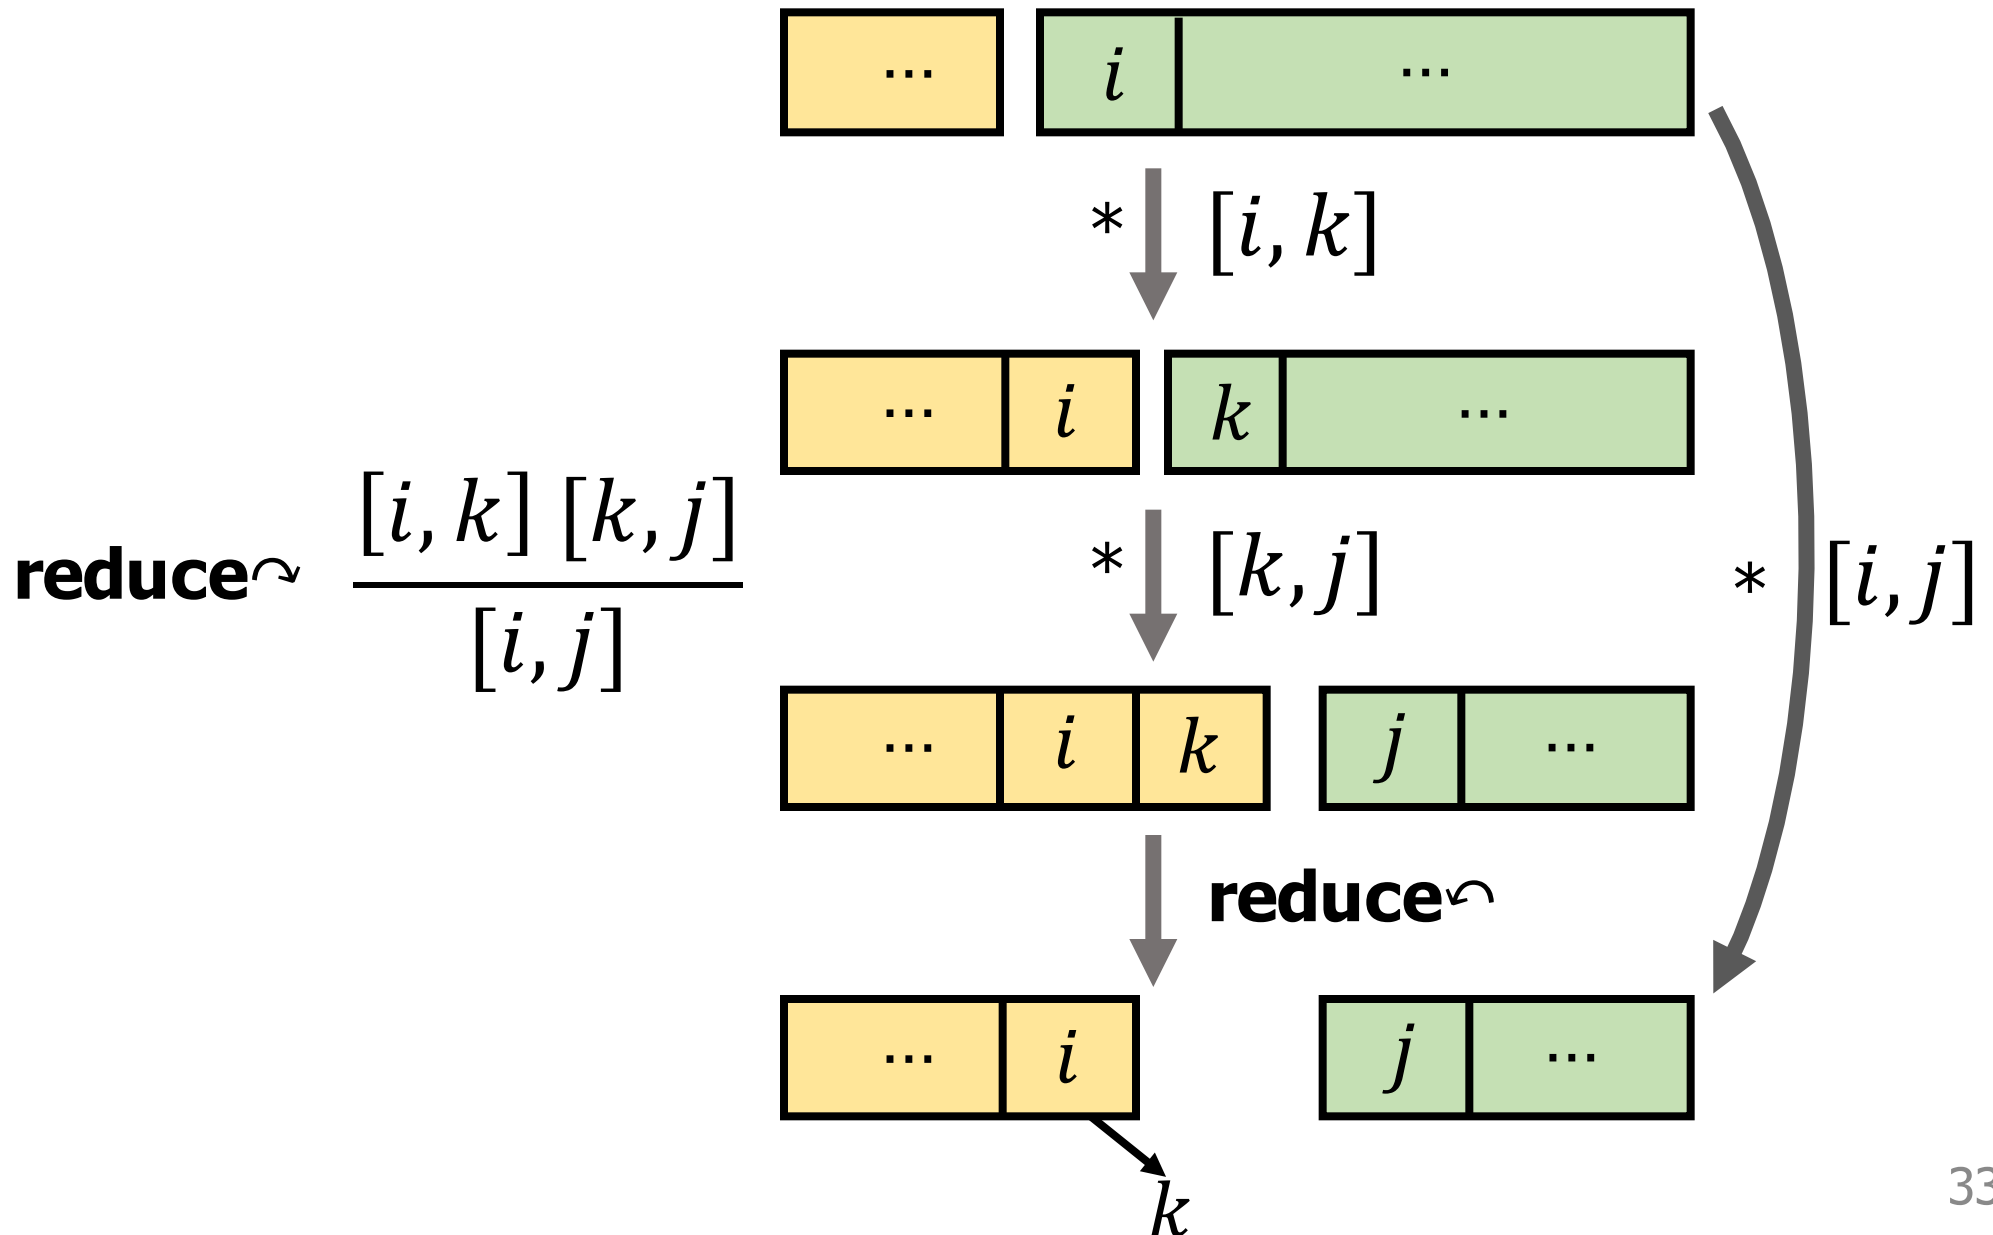 ⋯ i ⋯
* [i, k]
⋯ i k ⋯
reduce↷ [i, k] [k, j]
[i, j]
* [k, j]
* [i, j]
⋯ i k j ⋯
reduce↶
⋯ i j ⋯
k
33